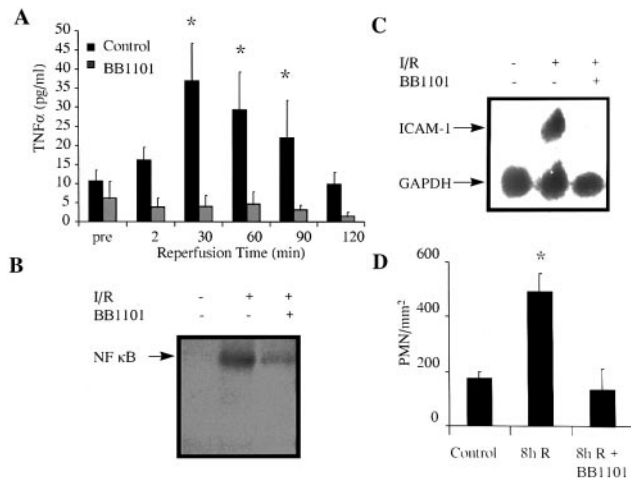 A
50
45
40
35
30
25
20
15
10
5
0
TNFα (pg/ml)
Control
BB1101
*
*
*
pre 2 30 60 90 120
Reperfusion Time (min)
B
I/R - + +
BB1101 - - +
NF κB
C
I/R - + +
BB1101 - - +
ICAM-1
GAPDH
D
600
400
200
0
PMN/mm²
*
Control 8h R 8h R +
BB1101